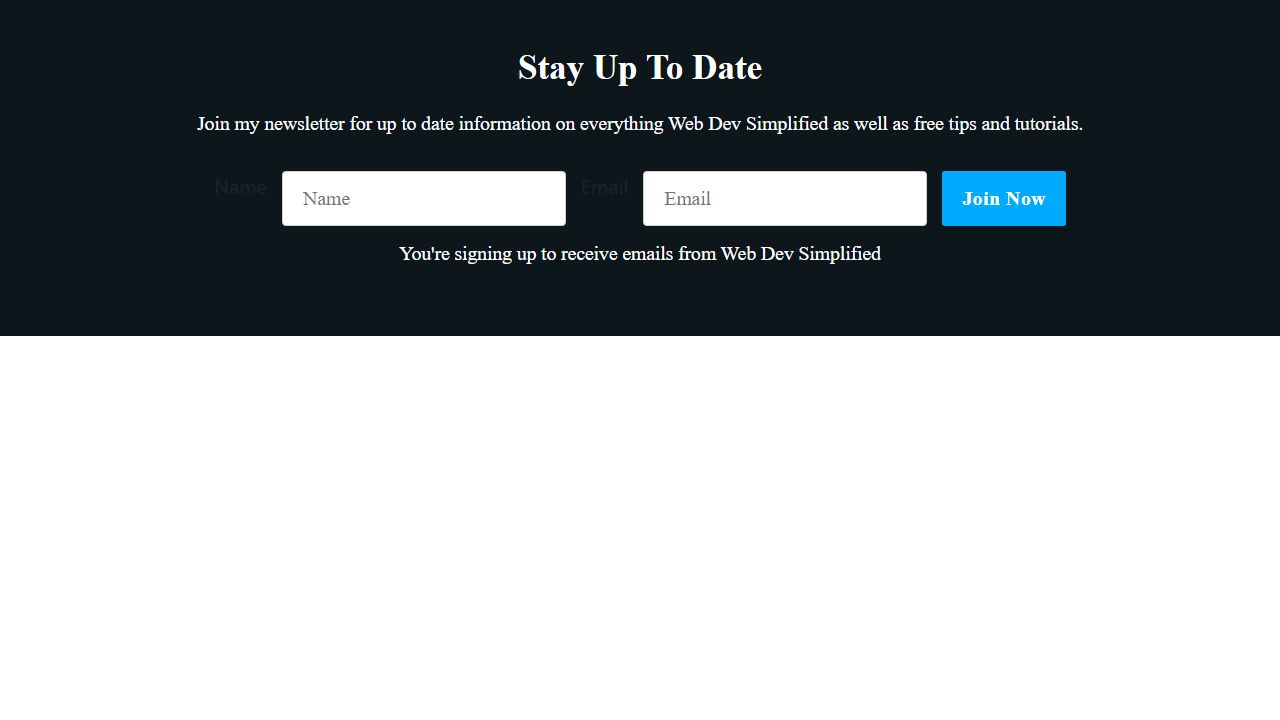 Stay Up To Date
Join my newsletter for up to date information on everything Web Dev Simplified as well as free tips and tutorials.
Name Name Email Email Join Now
You're signing up to receive emails from Web Dev Simplified